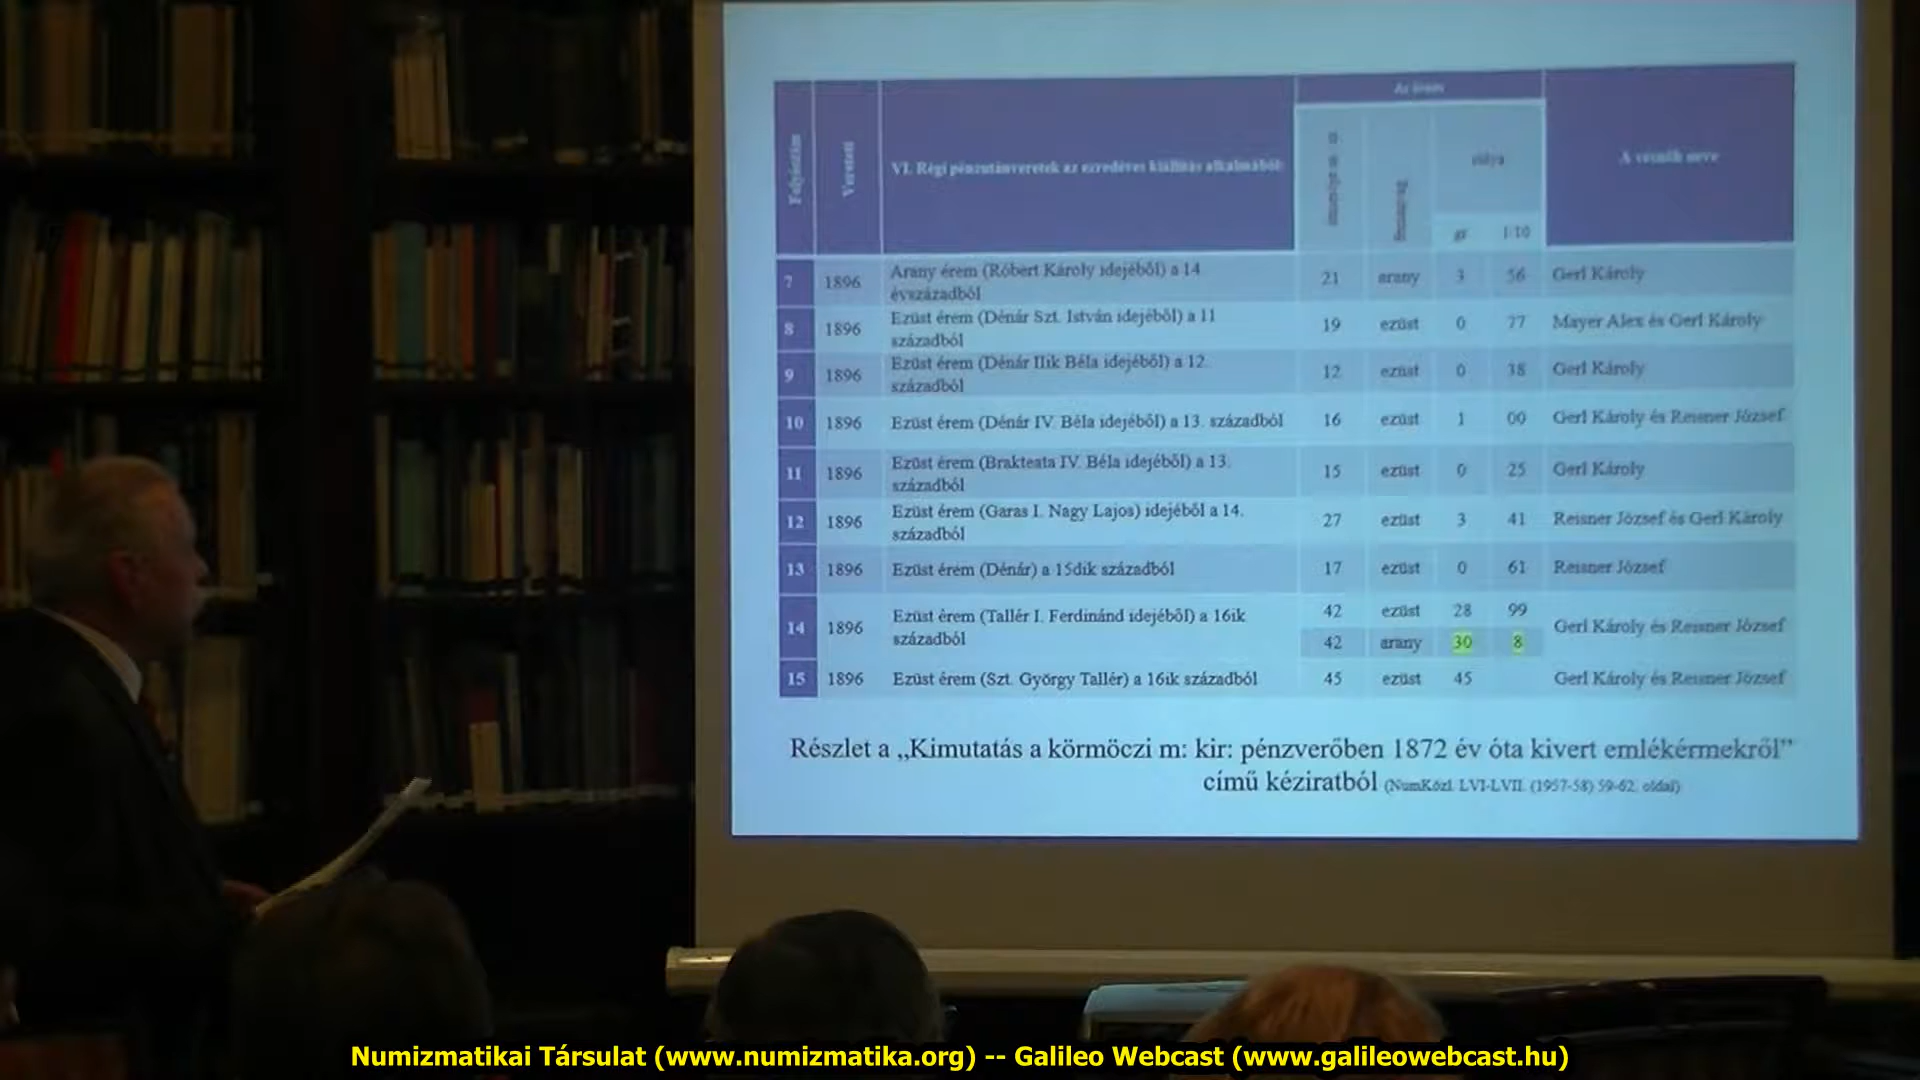 Az érem
Folyószám
Veretett
VI. Régi pénzutánveretek az ezredéves kiállítás alkalmából:
súlya
A vésnök neve
gr 1/10
7 1896 Arany érem (Róbert Károly idejéből) a 14 21 arany 3 56 Gerl Károly
évszázadból
8 1896 Ezüst érem (Dénár Szt. István idejéből) a 11 19 ezüst 0 77 Mayer Alex és Gerl Károly
századból
9 1896 Ezüst érem (Dénár IIik Béla idejéből) a 12. 12 ezüst 0 38 Gerl Károly
századból
10 1896 Ezüst érem (Dénár IV. Béla idejéből) a 13. századból 16 ezüst 1 00 Gerl Károly és Reisner József
11 1896 Ezüst érem (Brakteata IV. Béla idejéből) a 13. 15 ezüst 0 25 Gerl Károly
századból
12 1896 Ezüst érem (Garas I. Nagy Lajos) idejéből a 14. 27 ezüst 3 41 Reisner József és Gerl Károly
századból
13 1896 Ezüst érem (Dénár) a 15dik századból 17 ezüst 0 61 Reisner József
14 1896 Ezüst érem (Tallér I. Ferdinánd idejéből) a 16ik 42 ezüst 28 99 Gerl Károly és Reisner József
századból 42 arany 30 8
15 1896 Ezüst érem (Szt. György Tallér) a 16ik századból 45 ezüst 45 Gerl Károly és Reisner József
Részlet a „Kimutatás a körmöczi m: kir: pénzverőben 1872 év óta kivert emlékérmekről”
című kéziratból (NumKözl. LVI-LVII. (1957-58) 59-62. oldal)
Numizmatikai Társulat (www.numizmatika.org) -- Galileo Webcast (www.galileowebcast.hu)